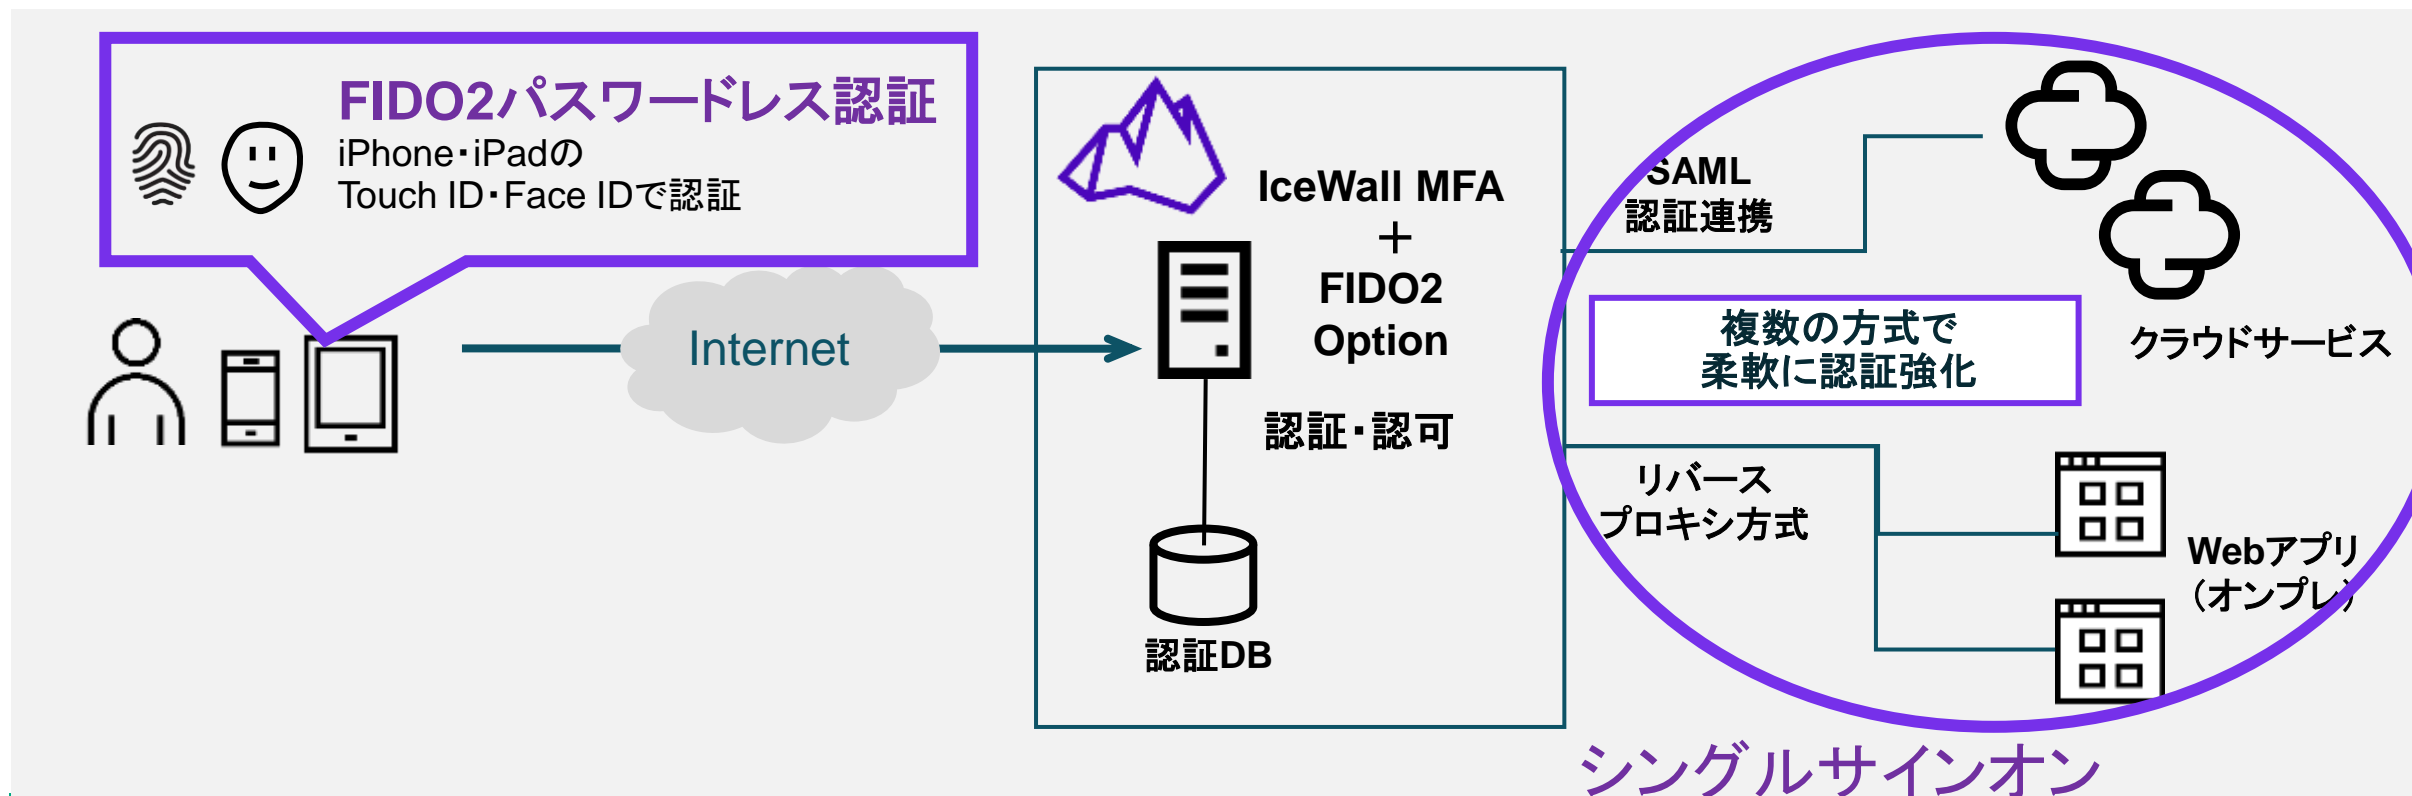 FIDO2パスワードレス認証
iPhone・iPadの
Touch ID・Face IDで認証
Internet
IceWall MFA
＋
FIDO2
Option
認証・認可
認証DB
SAML
認証連携
複数の方式で
柔軟に認証強化
クラウドサービス
リバース
プロキシ方式
Webアプリ
（オンプレ）
シングルサインオン